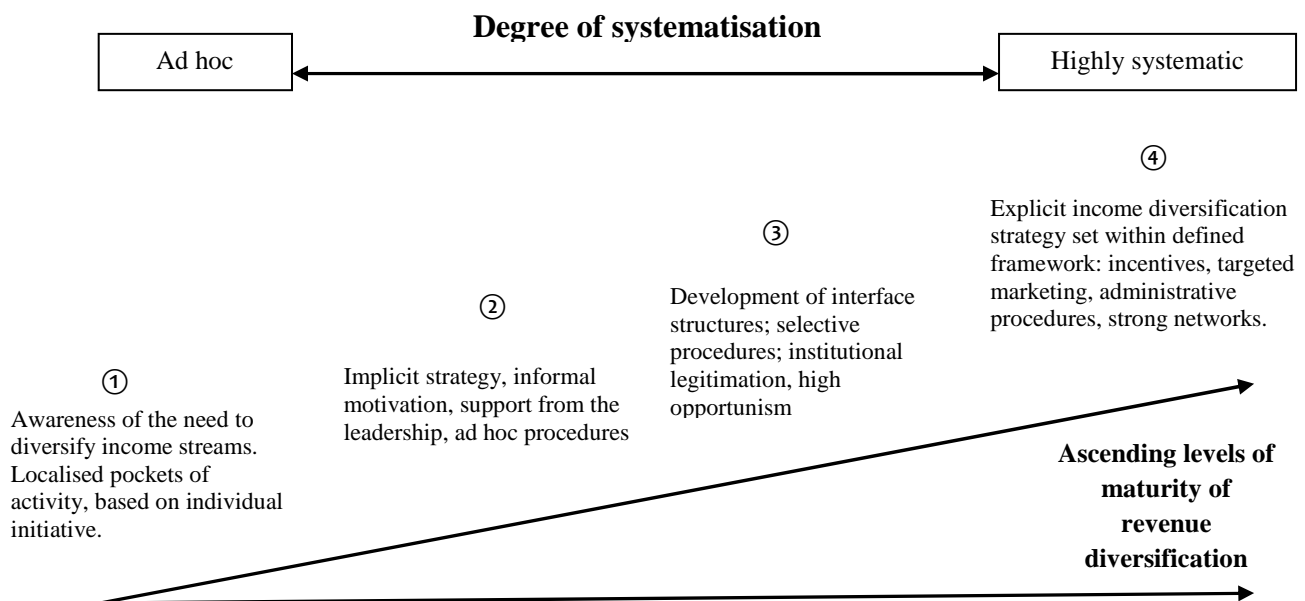 Degree of systematisation
Ad hoc
Highly systematic
①
Awareness of the need to
diversify income streams.
Localised pockets of
activity, based on individual
initiative.
②
Implicit strategy, informal
motivation, support from the
leadership, ad hoc procedures
③
Development of interface
structures; selective
procedures; institutional
legitimation, high
opportunism
④
Explicit income diversification
strategy set within defined
framework: incentives, targeted
marketing, administrative
procedures, strong networks.
Ascending levels of
maturity of
revenue
diversification